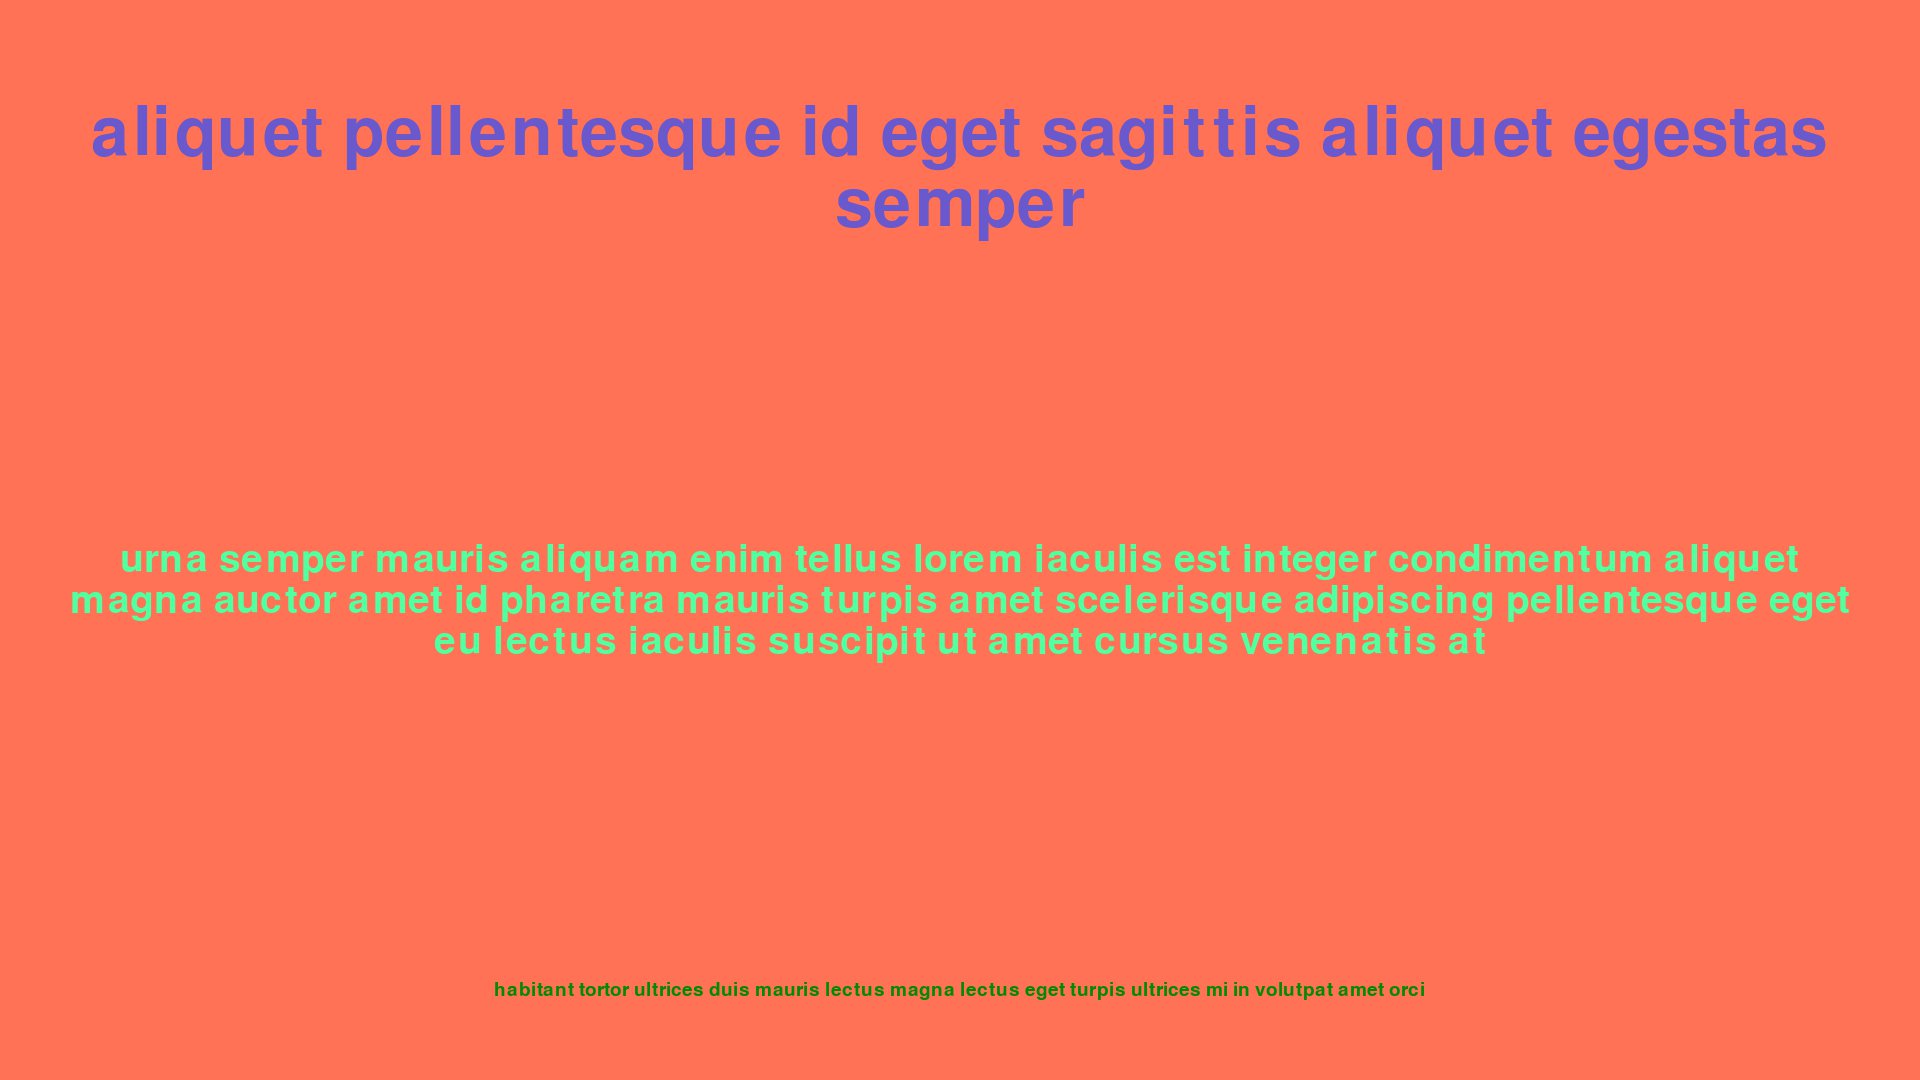 aliquet pellentesque id eget sagittis aliquet egestas
semper
urna semper mauris aliquam enim tellus lorem iaculis est integer condimentum aliquet
magna auctor amet id pharetra mauris turpis amet scelerisque adipiscing pellentesque eget
eu lectus iaculis suscipit ut amet cursus venenatis at
habitant tortor ultrices duis mauris lectus magna lectus eget turpis ultrices mi in volutpat amet orci